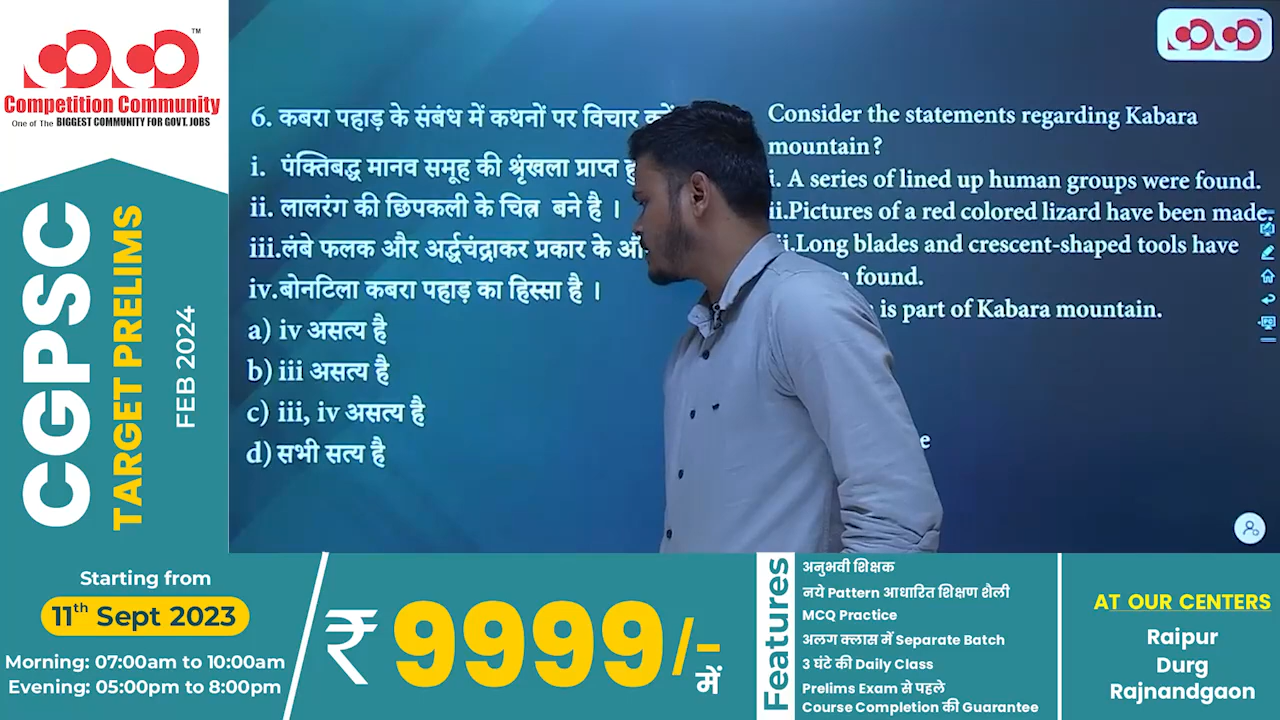 TM
Competition Community
One of The BIGGEST COMMUNITY FOR GOVT. JOBS
CGPSC
TARGET PRELIMS
FEB 2024
6. कबरा पहाड़ के संबंध में कथनों पर विचार
i. पंक्तिबद्ध मानव समूह की श्रृंखला प्राप्त
ii. लालरंग की छिपकली के चित्र बने है ।
iii.लंबे फलक और अर्द्धचंद्राकर प्रकार के
iv.बोनटिला कबरा पहाड़ का हिस्सा है ।
a) iv असत्य है
b) iii असत्य है
c) iii, iv असत्य है
d) सभी सत्य है
Consider the statements regarding Kabara
mountain?
i. A series of lined up human groups were found.
ii.Pictures of a red colored lizard have been made.
Long blades and crescent-shaped tools have
found.
is part of Kabara mountain.
Starting from
11th Sept 2023
Morning: 07:00am to 10:00am
Evening: 05:00pm to 8:00pm
₹ 9999/- में
Features
अनुभवी शिक्षक
नये Pattern आधारित शिक्षण शैली
MCQ Practice
अलग क्लास में Separate Batch
3 घंटे की Daily Class
Prelims Exam से पहले
Course Completion की Guarantee
AT OUR CENTERS
Raipur
Durg
Rajnandgaon